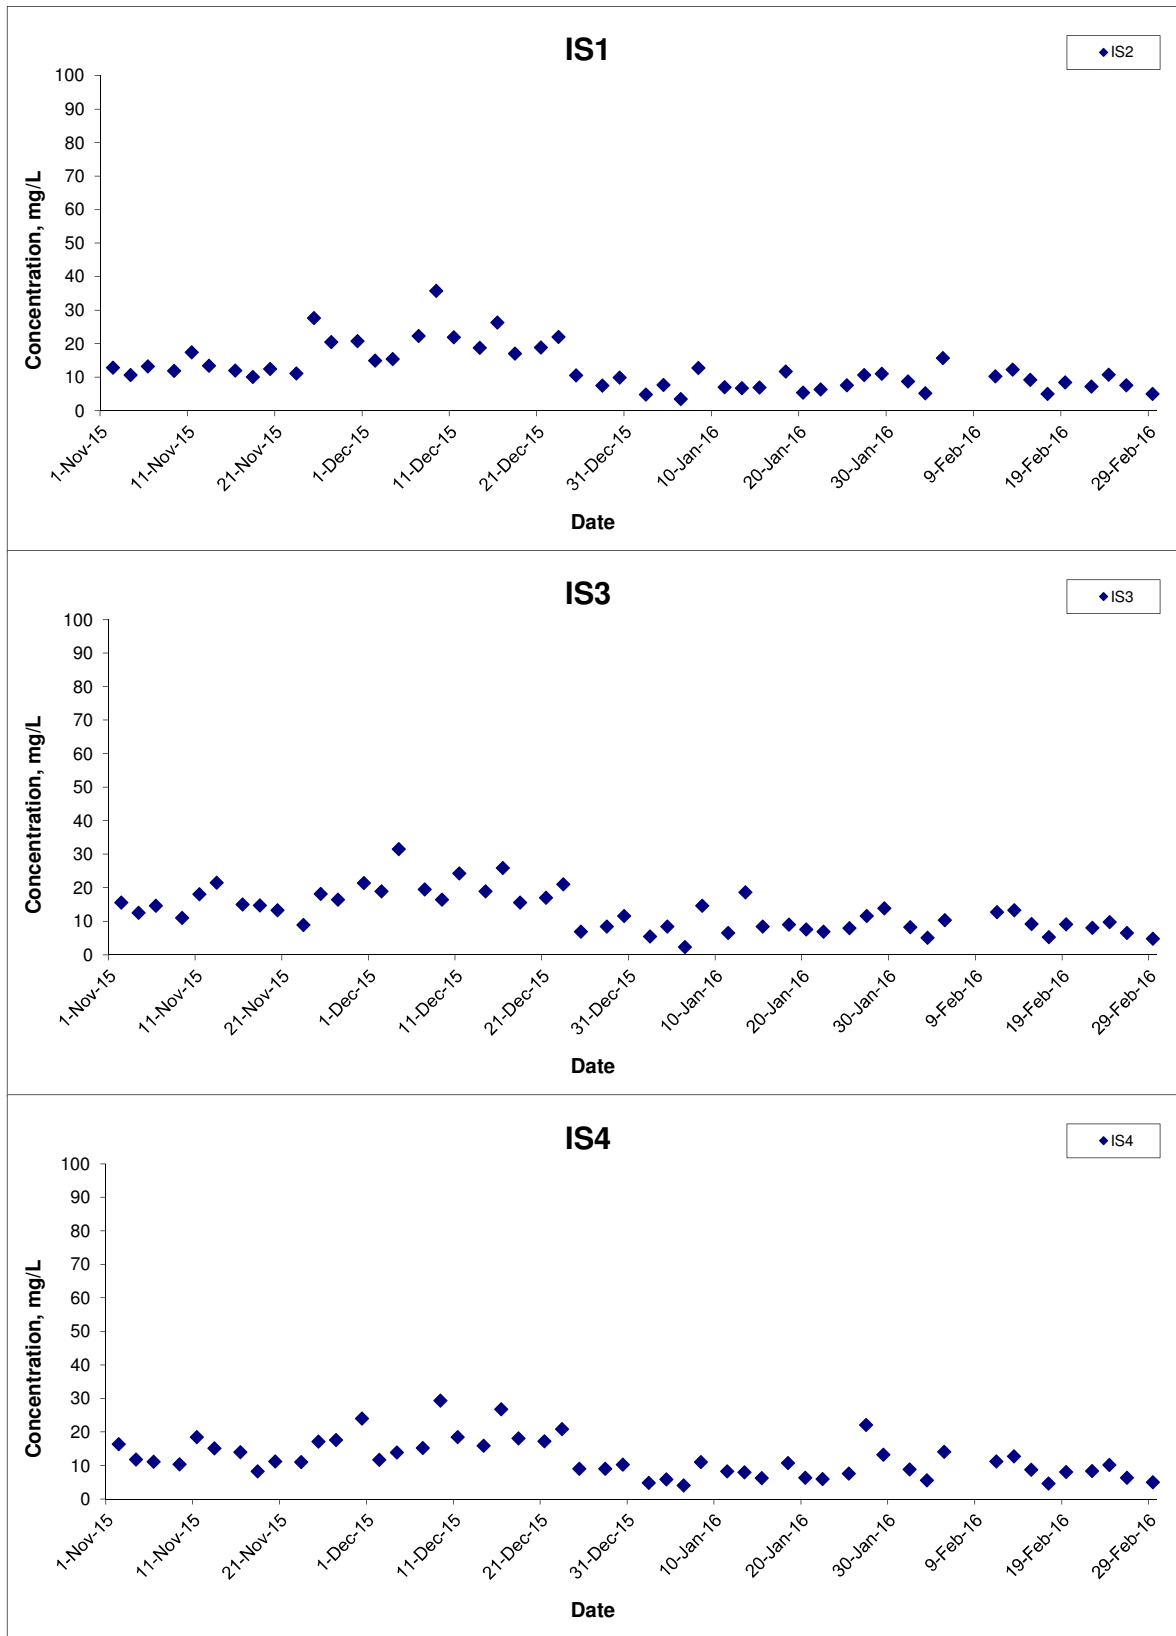 IS1
IS2
Concentration, mg/L
100
90
80
70
60
50
40
30
20
10
0
1-Nov-15
11-Nov-15
21-Nov-15
1-Dec-15
11-Dec-15
21-Dec-15
31-Dec-15
10-Jan-16
20-Jan-16
30-Jan-16
9-Feb-16
19-Feb-16
29-Feb-16
Date
IS3
IS3
Concentration, mg/L
100
90
80
70
60
50
40
30
20
10
0
1-Nov-15
11-Nov-15
21-Nov-15
1-Dec-15
11-Dec-15
21-Dec-15
31-Dec-15
10-Jan-16
20-Jan-16
30-Jan-16
9-Feb-16
19-Feb-16
29-Feb-16
Date
IS4
IS4
Concentration, mg/L
100
90
80
70
60
50
40
30
20
10
0
1-Nov-15
11-Nov-15
21-Nov-15
1-Dec-15
11-Dec-15
21-Dec-15
31-Dec-15
10-Jan-16
20-Jan-16
30-Jan-16
9-Feb-16
19-Feb-16
29-Feb-16
Date